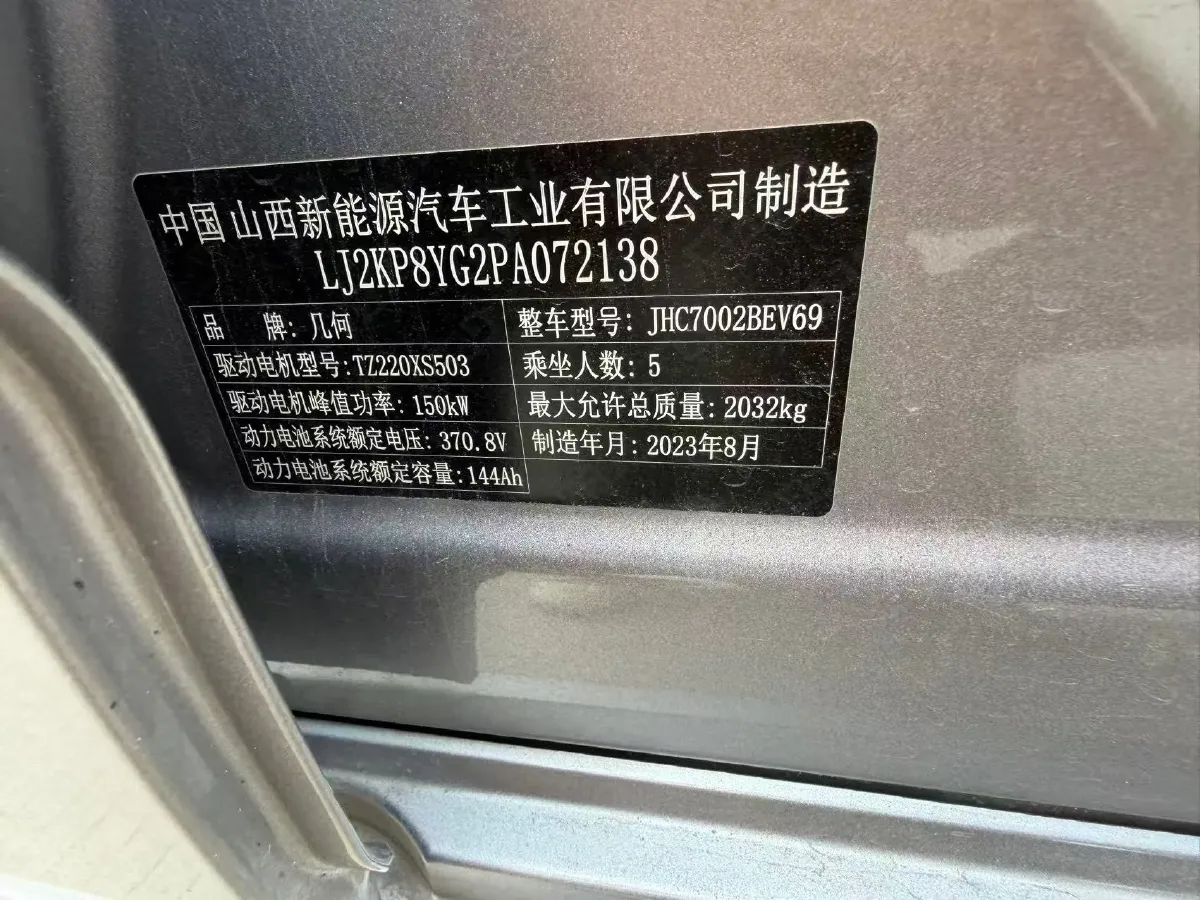 中国 山西新能源汽车工业有限公司制造
LJ2KP8YG2PA072138
品 牌: 几何 整车型号: JHC7002BEV69
驱动电机型号:TZ220XS503 乘坐人数: 5
驱动电机峰值功率: 150kW 最大允许总质量: 2032kg
动力电池系统额定电压: 370.8V 制造年月: 2023年8月
动力电池系统额定容量:144Ah